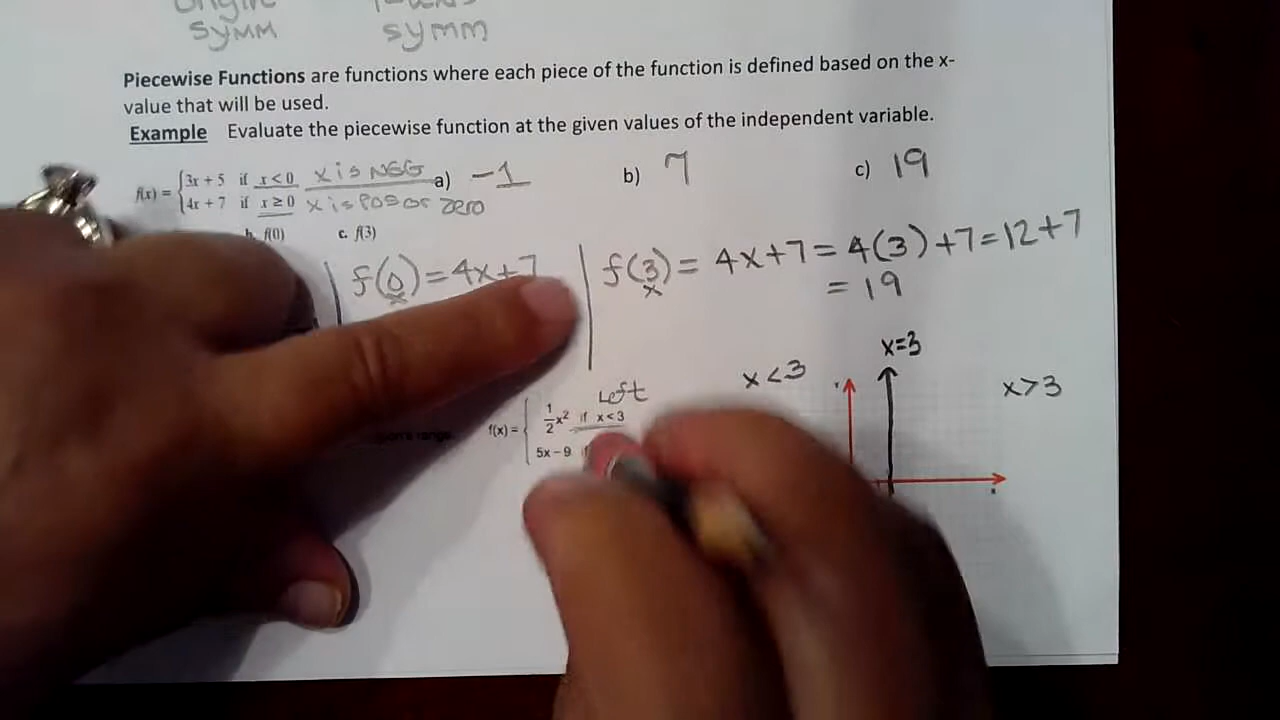 symm symm
Piecewise Functions are functions where each piece of the function is defined based on the x-
value that will be used.
Example Evaluate the piecewise function at the given values of the independent variable.
f(x) = { 3x + 5 if x < 0 x is NEG a) -1 b) 7 c) 19
4x + 7 if x ≥ 0 x is POS or zero
b. f(0) c. f(3)
f(0) = 4x+7 f(3) = 4x+7 = 4(3)+7 = 12+7
x x = 19
x=3
Left x<3 x>3
f(x) = { 1/2 x² if x < 3
5x – 9 if